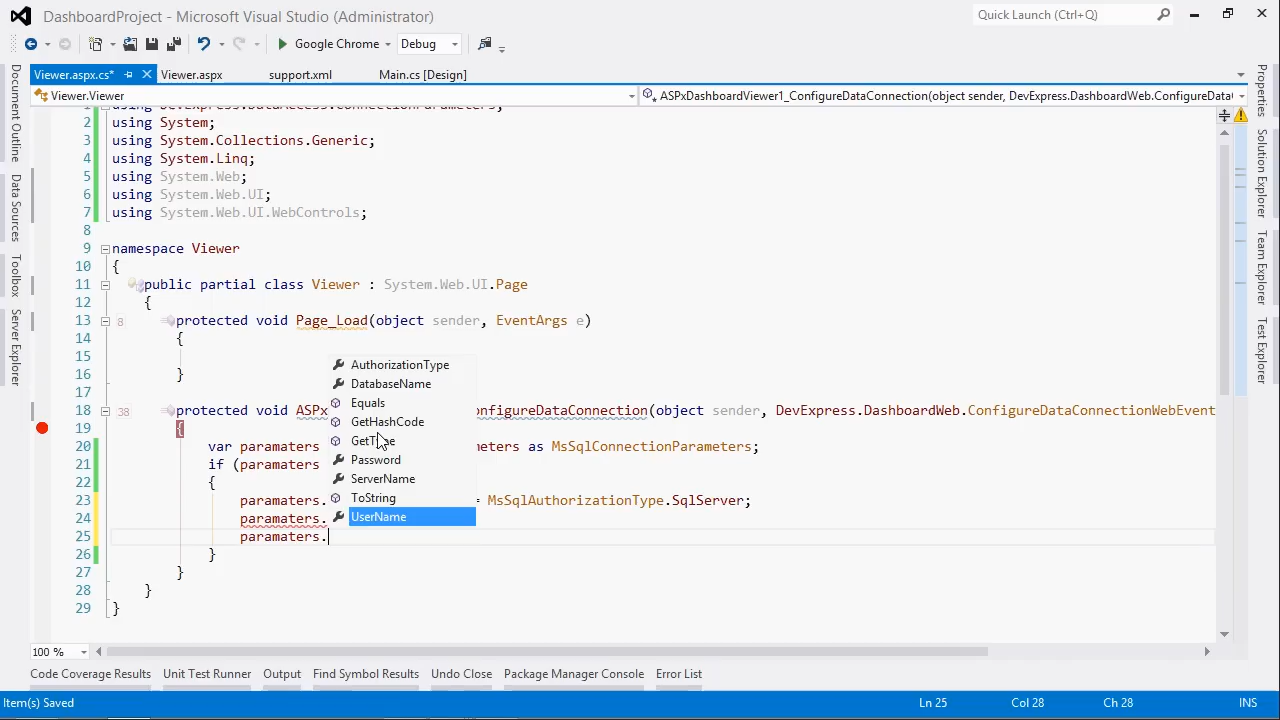 DashboardProject - Microsoft Visual Studio (Administrator)
Quick Launch (Ctrl+Q)
Google Chrome
Debug
Viewer.aspx.cs*
Viewer.aspx
support.xml
Main.cs [Design]
Viewer.Viewer
ASPxDashboardViewer1_ConfigureDataConnection(object sender, DevExpress.DashboardWeb.ConfigureDat
Document Outline
Data Sources
Toolbox
Server Explorer
Properties
Solution Explorer
Team Explorer
Test Explorer
1 using DevExpress.DataAccess.ConnectionParameters;
2 using System;
3 using System.Collections.Generic;
4 using System.Linq;
5 using System.Web;
6 using System.Web.UI;
7 using System.Web.UI.WebControls;
8
9 namespace Viewer
10 {
11 public partial class Viewer : System.Web.UI.Page
12 {
13 8 protected void Page_Load(object sender, EventArgs e)
14 {
15
16 }
17
18 38 protected void ASPx onfigureDataConnection(object sender, DevExpress.DashboardWeb.ConfigureDataConnectionWebEvent
19 {
20 var paramaters meters as MsSqlConnectionParameters;
21 if (paramaters
22 {
23 paramaters. = MsSqlAuthorizationType.SqlServer;
24 paramaters.
25 paramaters.
26 }
27 }
28 }
29 }
AuthorizationType
DatabaseName
Equals
GetHashCode
GetType
Password
ServerName
ToString
UserName
100 %
Code Coverage Results
Unit Test Runner
Output
Find Symbol Results
Undo Close
Package Manager Console
Error List
Item(s) Saved
Ln 25
Col 28
Ch 28
INS